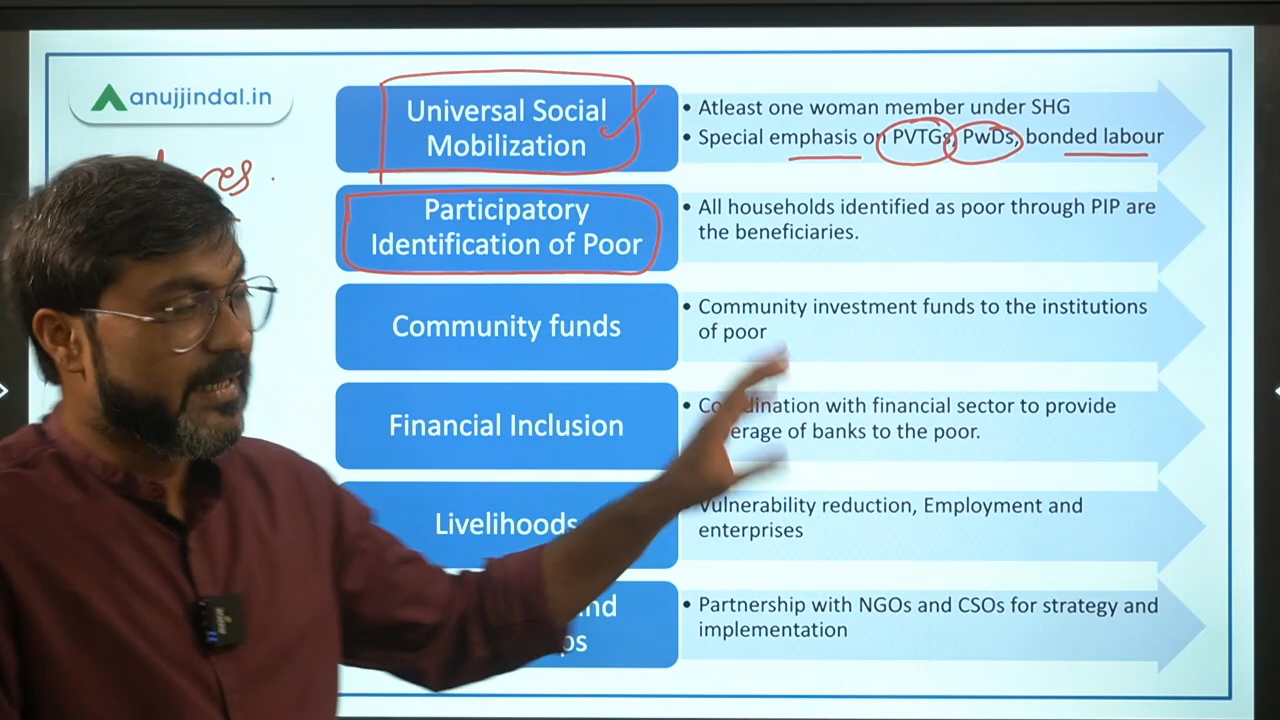 anujjindal.in
Universal Social
Mobilization
• Atleast one woman member under SHG
• Special emphasis on PVTGs, PwDs, bonded labour
Participatory
Identification of Poor
• All households identified as poor through PIP are
the beneficiaries.
Community funds
• Community investment funds to the institutions
of poor
Financial Inclusion
• with financial sector to provide
of banks to the poor.
Livelihoods
Vulnerability reduction, Employment and
enterprises
• Partnership with NGOs and CSOs for strategy and
implementation